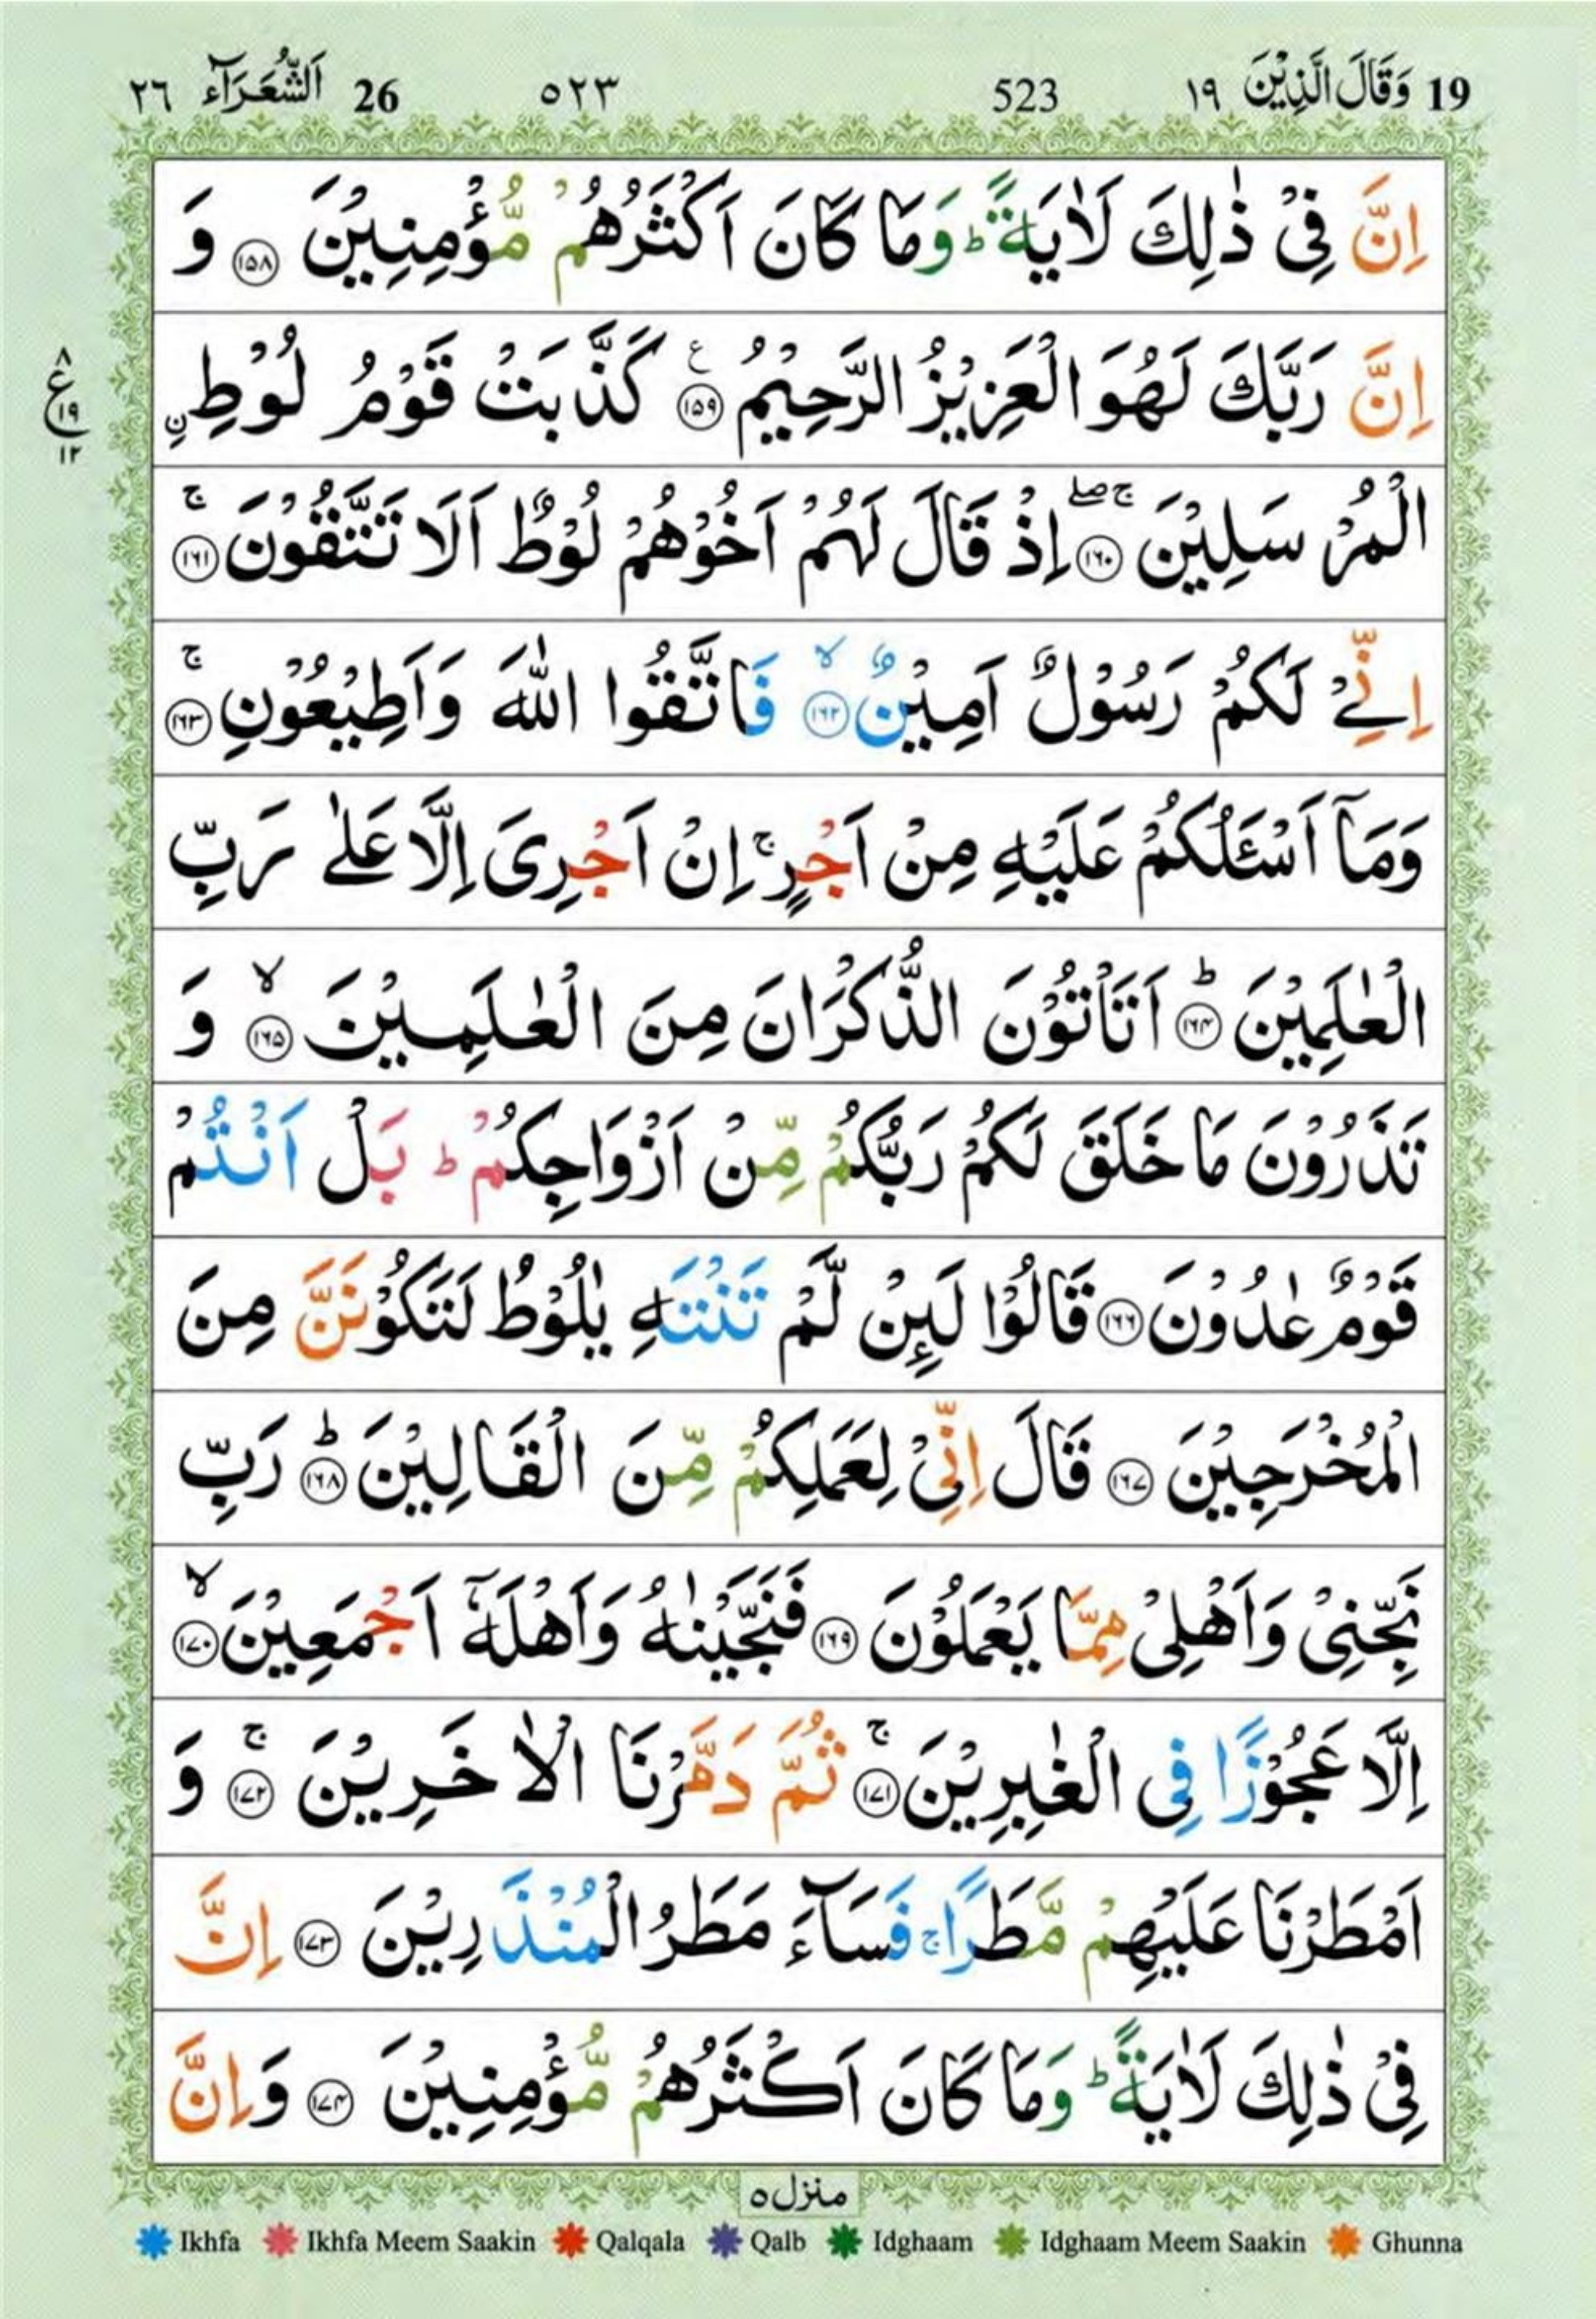 19 وَقَالَ الَّذِيْنَ ١٩ 523 ٥٢٣ 26 اَلشُّعَرَآء ٢٦
اِنَّ فِیْ ذٰلِكَ لَاٰیَةً ؕ وَمَا كَانَ اَكْثَرُهُمْ مُّؤْمِنِیْنَ ﴿١٥٨﴾ وَ
اِنَّ رَبَّكَ لَهُوَ الْعَزِیْزُ الرَّحِیْمُ ﴿١٥٩﴾ ع كَذَّبَتْ قَوْمُ لُوْطِ ن
٨ ع ١٩ ١٢
الْمُرْسَلِیْنَ ﴿١٦٠﴾ ۚۖ اِذْ قَالَ لَهُمْ اَخُوْهُمْ لُوْطٌ اَلَا تَتَّقُوْنَ ﴿١٦١﴾ ۚ
اِنِّیْ لَكُمْ رَسُوْلٌ اَمِیْنٌ ﴿١٦٢﴾ ۙ فَاتَّقُوا اللّٰهَ وَاَطِیْعُوْنِ ﴿١٦٣﴾ ۚ
وَمَاۤ اَسْـَٔلُكُمْ عَلَیْهِ مِنْ اَجْرٍ ۚ اِنْ اَجْرِیَ اِلَّا عَلٰی رَبِّ
الْعٰلَمِیْنَ ﴿١٦٤﴾ ؕ اَتَاْتُوْنَ الذُّكْرَانَ مِنَ الْعٰلَمِیْنَ ﴿١٦٥﴾ ۙ وَ
تَذَرُوْنَ مَا خَلَقَ لَكُمْ رَبُّكُمْ مِّنْ اَزْوَاجِكُمْ ؕ بَلْ اَنْتُمْ
قَوْمٌ عٰدُوْنَ ﴿١٦٦﴾ قَالُوْا لَىِٕنْ لَّمْ تَنْتَهِ یٰلُوْطُ لَتَكُوْنَنَّ مِنَ
الْمُخْرَجِیْنَ ﴿١٦٧﴾ قَالَ اِنِّیْ لِعَمَلِكُمْ مِّنَ الْقَالِیْنَ ﴿١٦٨﴾ ؕ رَبِّ
نَجِّنِیْ وَاَهْلِیْ مِمَّا یَعْمَلُوْنَ ﴿١٦٩﴾ فَنَجَّیْنٰهُ وَاَهْلَهٗۤ اَجْمَعِیْنَ ﴿١٧٠﴾ ۙ
اِلَّا عَجُوْزًا فِی الْغٰبِرِیْنَ ﴿١٧١﴾ ۚ ثُمَّ دَمَّرْنَا الْاٰخَرِیْنَ ﴿١٧٢﴾ ۚ وَ
اَمْطَرْنَا عَلَیْهِمْ مَّطَرًا ۚ فَسَآءَ مَطَرُ الْمُنْذَرِیْنَ ﴿١٧٣﴾ اِنَّ
فِیْ ذٰلِكَ لَاٰیَةً ؕ وَمَا كَانَ اَكْثَرُهُمْ مُّؤْمِنِیْنَ ﴿١٧٤﴾ وَاِنَّ
منزل ٥
Ikhfa Ikhfa Meem Saakin Qalqala Qalb Idghaam Idghaam Meem Saakin Ghunna